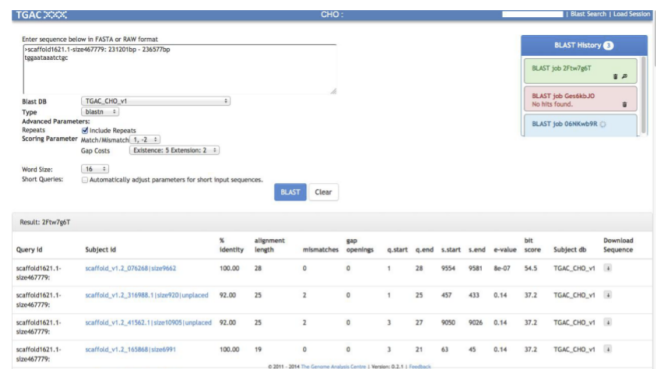 TGAC CHO :
| Blast Search | Load Session
Enter sequence below in FASTA or RAW format
>scaffold1621.1-size467779: 231201bp - 236577bp
tggaataaatctgc
BLAST History 3
BLAST job 2Ftw7g6T
BLAST job Ges6kbJO
No hits found.
BLAST job O6NKwb9R
Blast DB TGAC_CHO_v1
Type blastn
Advanced Parameters:
Repeats Include Repeats
Scoring Parameter Match/Mismatch 1, -2
Gap Costs Existence: 5 Extension: 2
Word Size: 16
Short Queries: Automatically adjust parameters for short input sequences.
BLAST Clear
Result: 2Ftw7g6T
% alignment gap bit Download
Query id Subject id identity length mismatches openings q.start q.end s.start s.end e-value score Subject db Sequence
scaffold1621.1- scaffold_v1.2_076268|size9662 100.00 28 0 0 1 28 9554 9581 8e-07 54.5 TGAC_CHO_v1
size467779:
scaffold1621.1- scaffold_v1.2_316988.1|size920|unplaced 92.00 25 2 0 1 25 457 433 0.14 37.2 TGAC_CHO_v1
size467779:
scaffold1621.1- scaffold_v1.2_41562.1|size10905|unplaced 92.00 25 2 0 3 27 9050 9026 0.14 37.2 TGAC_CHO_v1
size467779:
scaffold1621.1- scaffold_v1.2_165868|size6991 100.00 19 0 0 3 21 63 45 0.14 37.2 TGAC_CHO_v1
size467779:
© 2011 - 2014 The Genome Analysis Centre | Version: 0.2.1 | Feedback